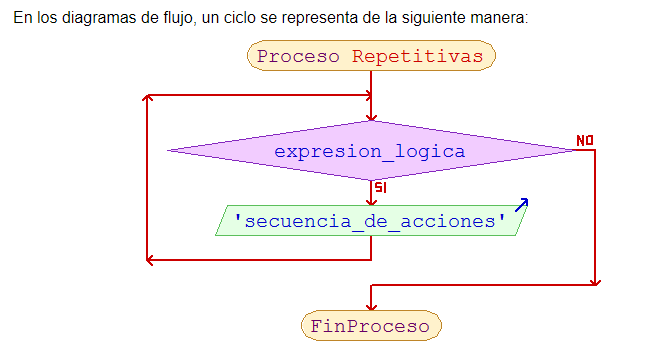 En los diagramas de flujo, un ciclo se representa de la siguiente manera:
Proceso Repetitivas
expresion_logica
NO
SI
'secuencia_de_acciones'
FinProceso